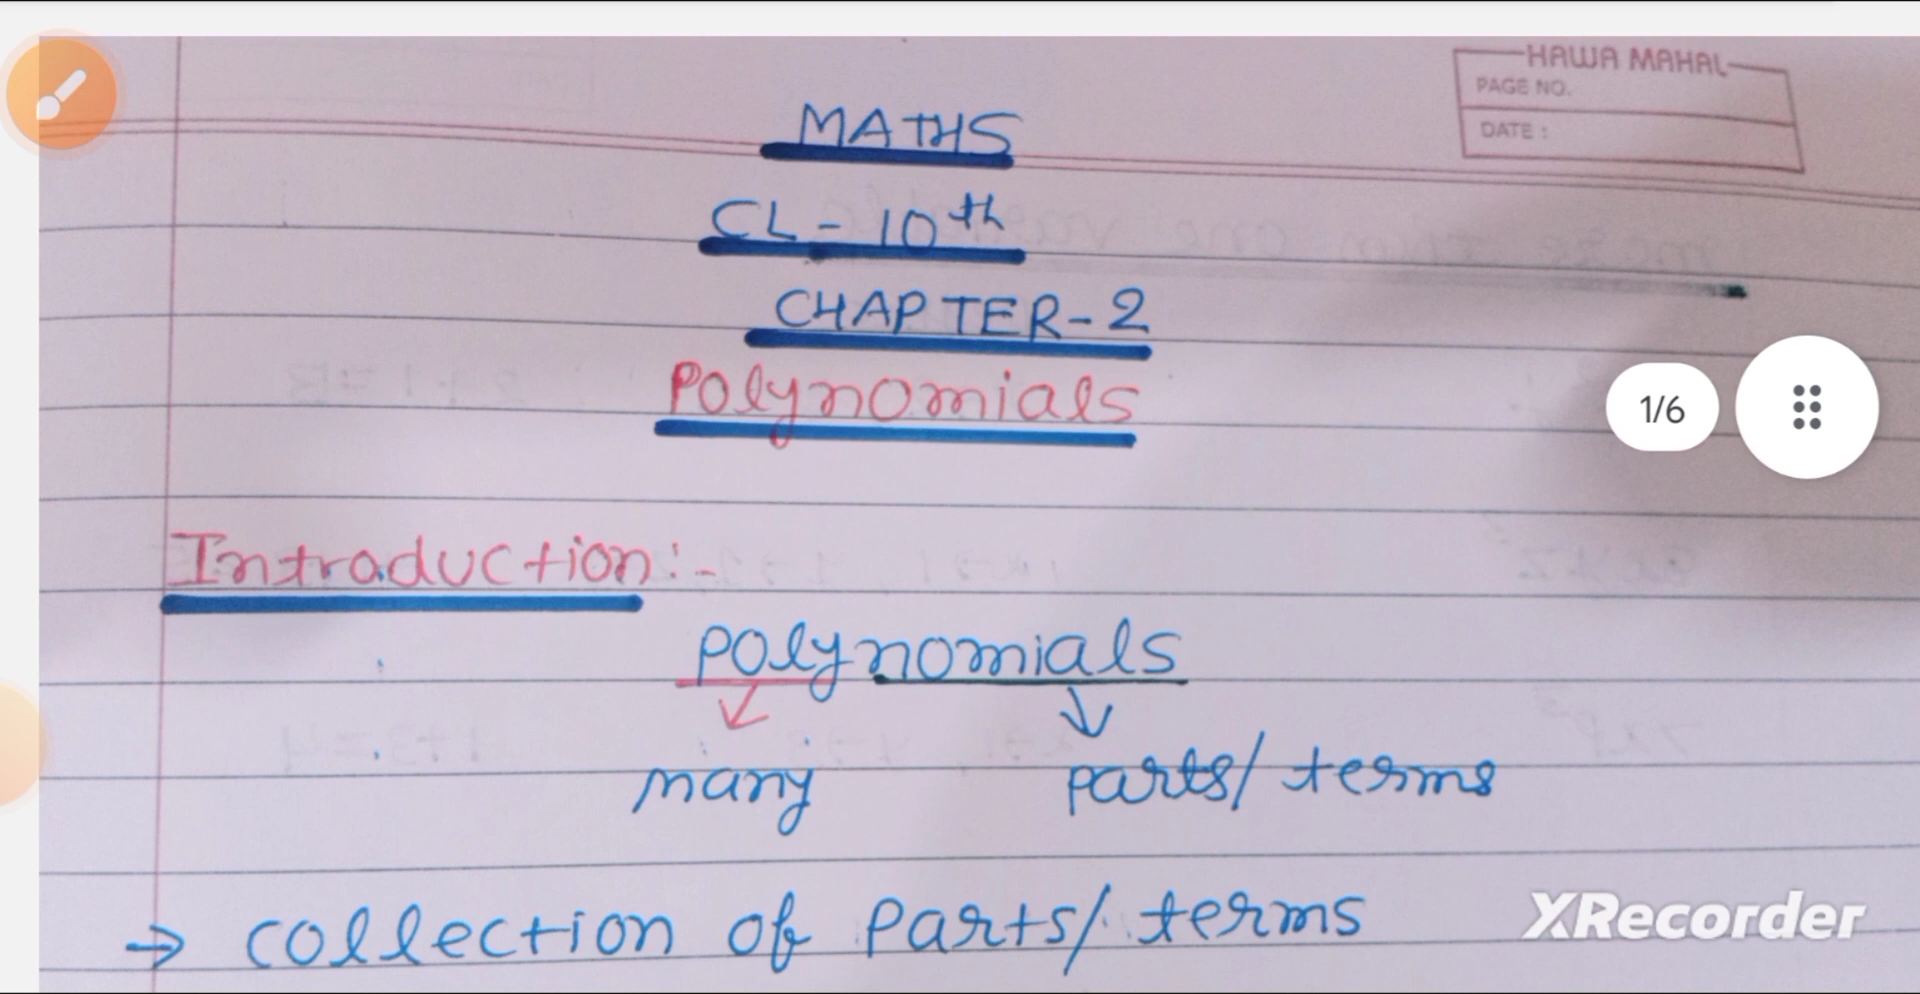 HAWA MAHAL
PAGE NO.
DATE :
MATHS
CL - 10th
CHAPTER - 2
Polynomials
1/6
Intraduction :-
polynomials
many parts/ terms
→ collection of Parts/ terms
XRecorder